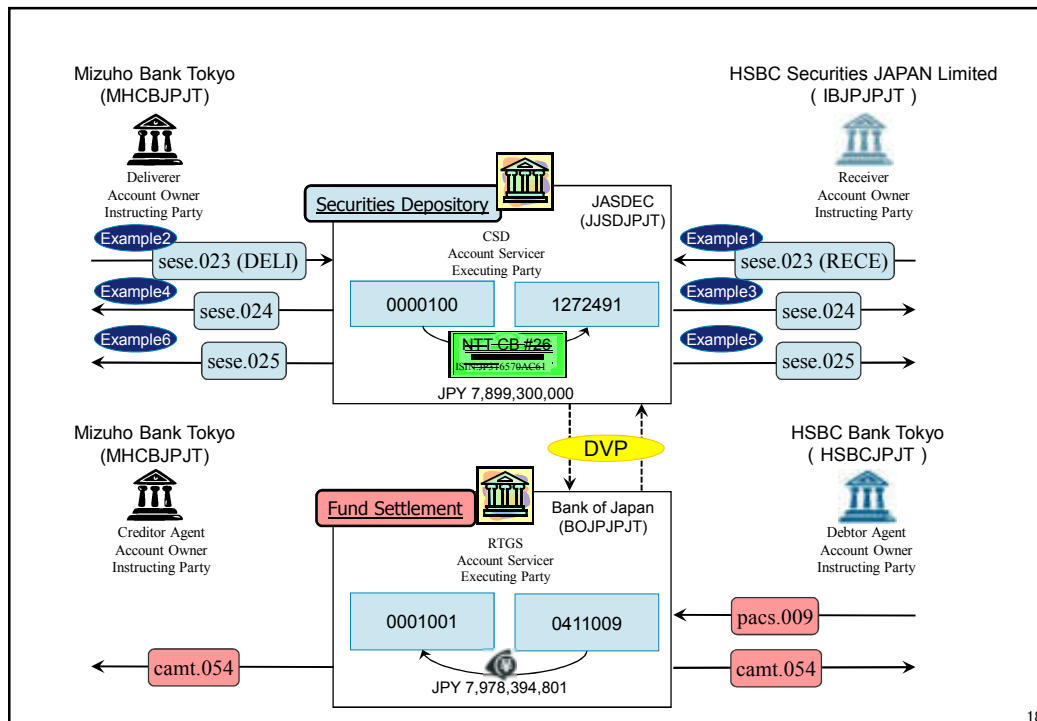 Mizuho Bank Tokyo
(MHCBJPJT)
HSBC Securities JAPAN Limited
( IBJPJPJT )
Deliverer
Account Owner
Instructing Party
Receiver
Account Owner
Instructing Party
Securities Depository
JASDEC
(JJSDJPJT)
CSD
Account Servicer
Executing Party
Example2
sese.023 (DELI)
Example1
sese.023 (RECE)
Example4
sese.024
0000100
1272491
Example3
sese.024
Example6
sese.025
NTT CB #26
ISIN:JP316570AC61
Example5
sese.025
JPY 7,899,300,000
Mizuho Bank Tokyo
(MHCBJPJT)
DVP
HSBC Bank Tokyo
( HSBCJPJT )
Fund Settlement
Bank of Japan
(BOJPJPJT)
Creditor Agent
Account Owner
Instructing Party
RTGS
Account Servicer
Executing Party
Debtor Agent
Account Owner
Instructing Party
0001001
0411009
pacs.009
camt.054
camt.054
JPY 7,978,394,801
18